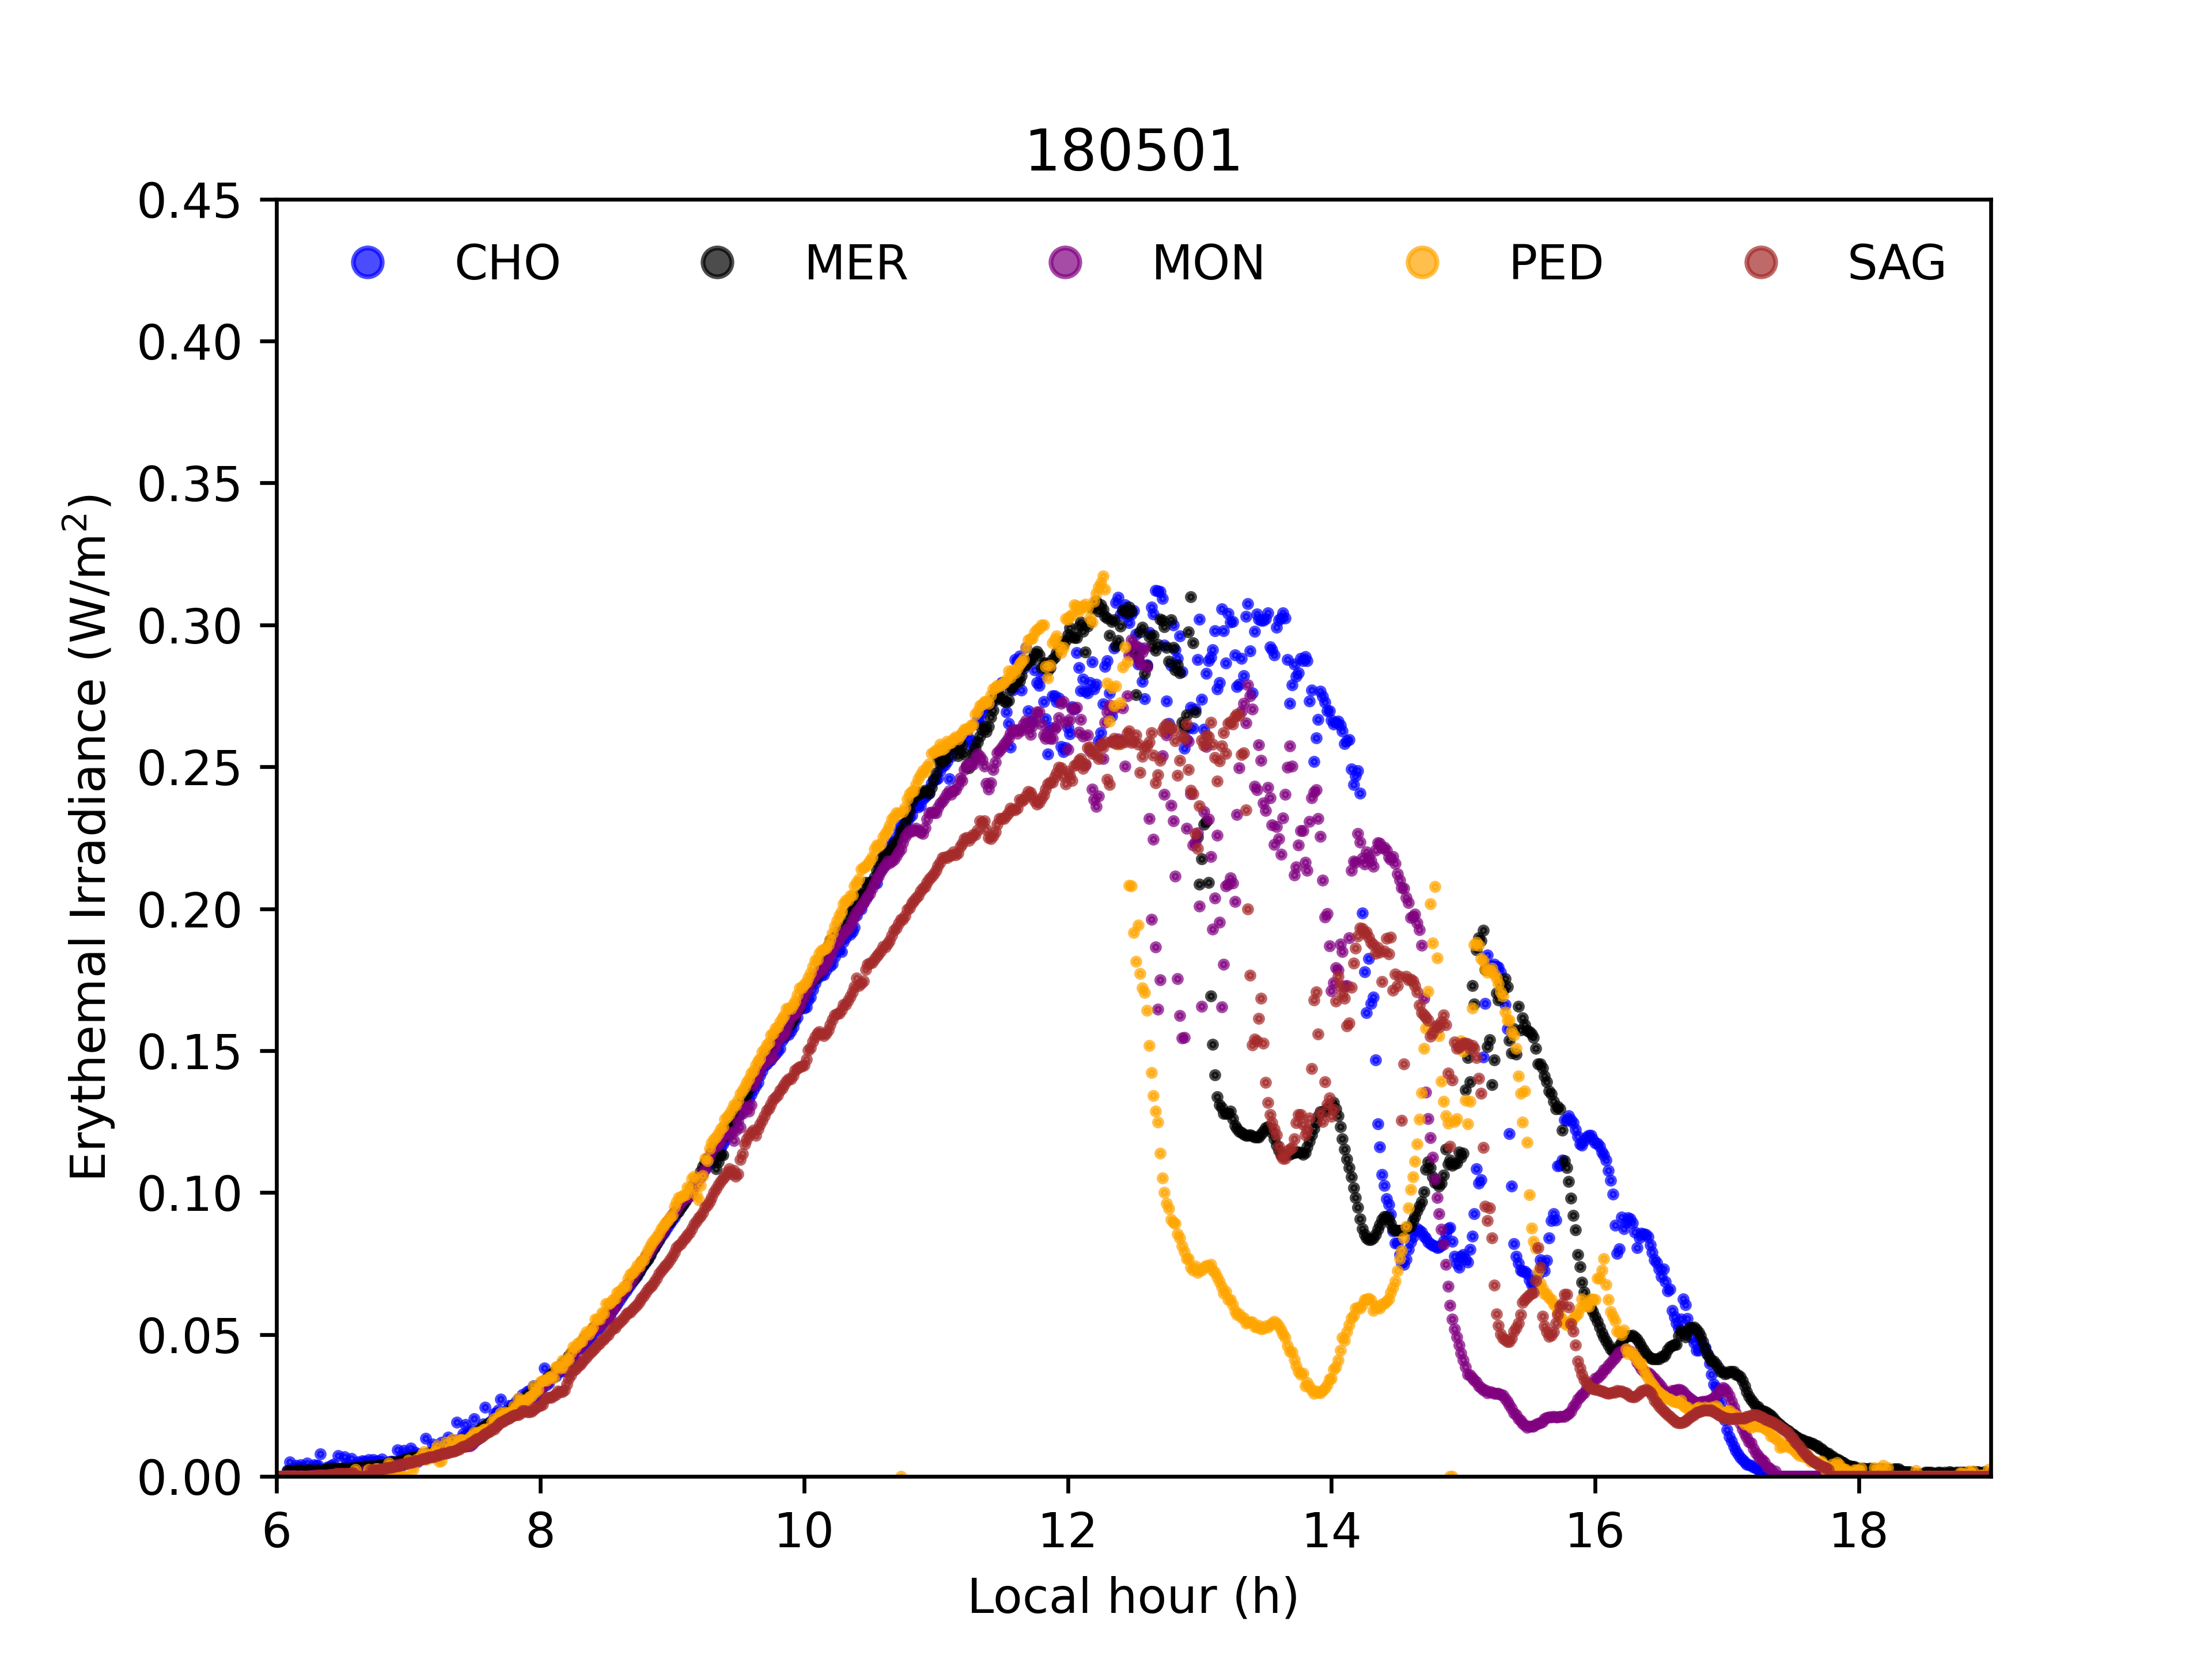 180501
CHO MER MON PED SAG
Erythemal Irradiance (W/m²)
0.45
0.40
0.35
0.30
0.25
0.20
0.15
0.10
0.05
0.00
6 8 10 12 14 16 18
Local hour (h)